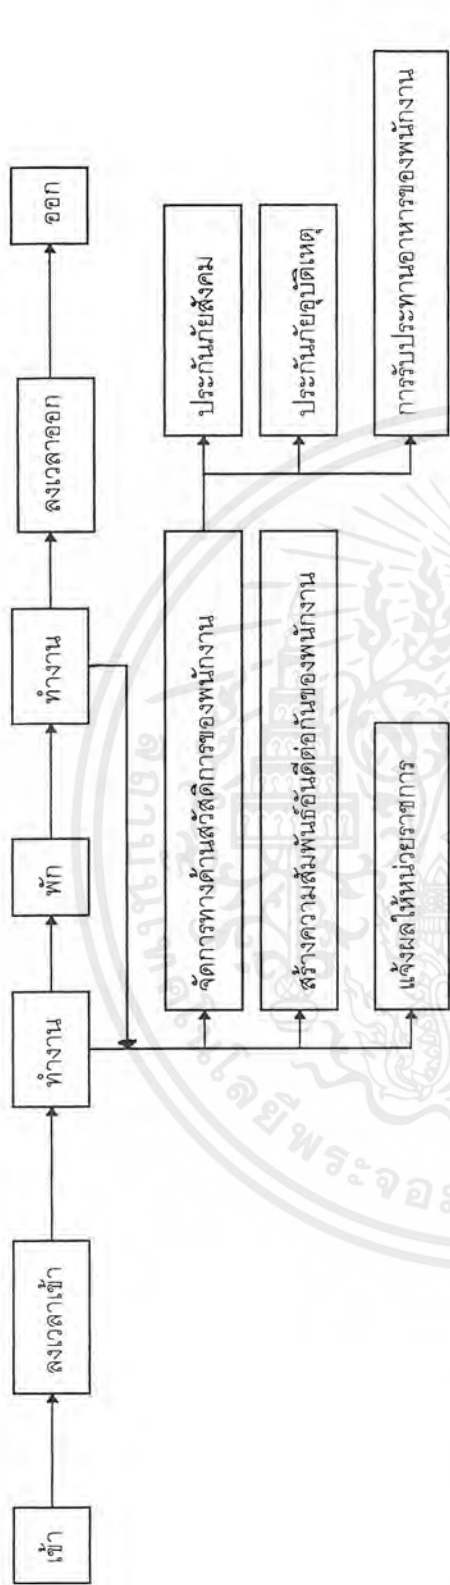 เข้า
ลงเวลาเข้า
ทำงาน
พัก
ทำงาน
ลงเวลาออก
ออก
จัดการทางด้านสวัสดิการของพนักงาน
ประกันภัยสังคม
สร้างความสัมพันธ์อันดีต่อกันของพนักงาน
ประกันภัยอุบัติเหตุ
แจ้งผลให้หน่วยราชการ
การรับประทานอาหารของพนักงาน